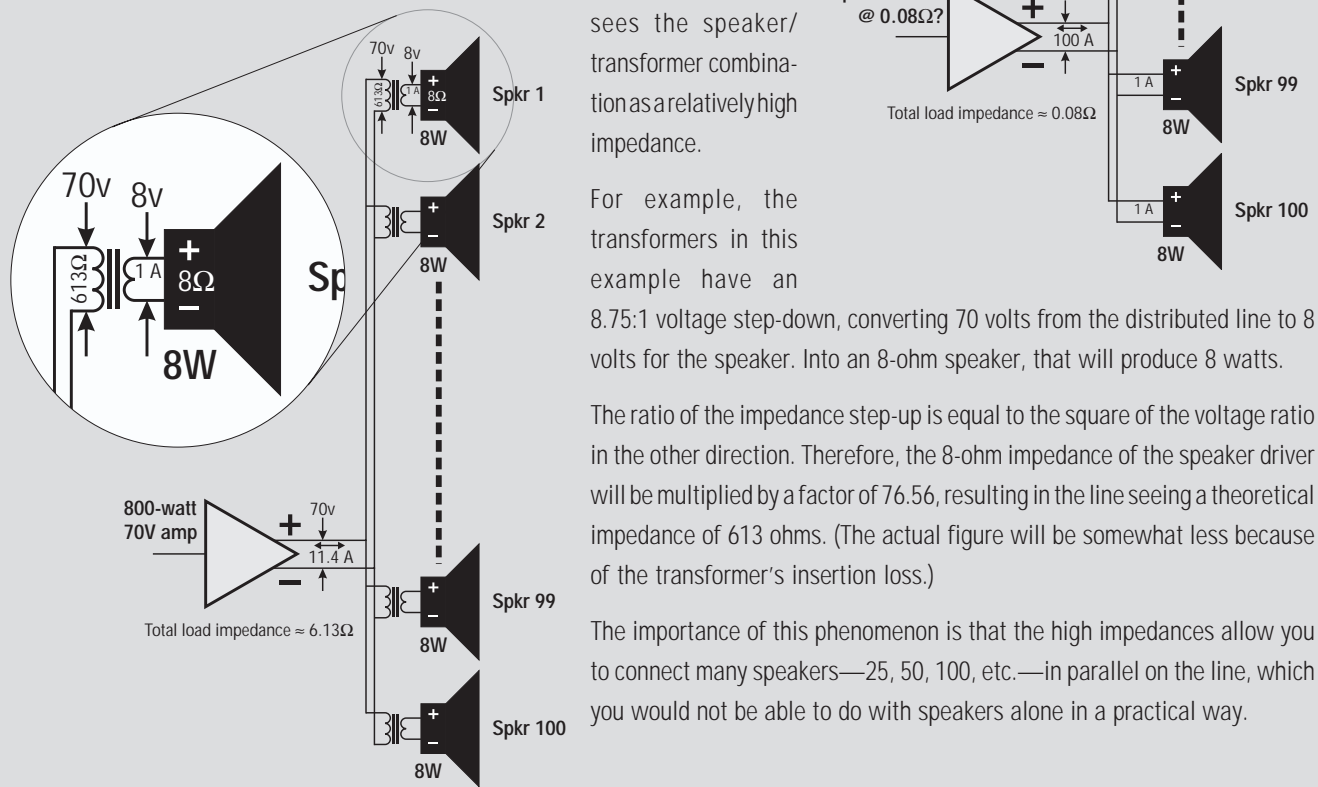 70v
8v
613Ω
1 A
+
8Ω
−
8W
Spkr 1
70v
8v
613Ω
1 A
+
8Ω
−
8W
Sp
+
−
8W
Spkr 2
800-watt
70V amp
+
70v
11.4 A
−
Total load impedance ≈ 6.13Ω
+
−
8W
Spkr 99
+
−
8W
Spkr 100
sees the speaker/
transformer combina-
tion as a relatively high
impedance.
For example, the
transformers in this
example have an
@ 0.08Ω?
+
100 A
−
Total load impedance ≈ 0.08Ω
1 A
+
−
8W
Spkr 99
1 A
+
−
8W
Spkr 100
8.75:1 voltage step-down, converting 70 volts from the distributed line to 8
volts for the speaker. Into an 8-ohm speaker, that will produce 8 watts.
The ratio of the impedance step-up is equal to the square of the voltage ratio
in the other direction. Therefore, the 8-ohm impedance of the speaker driver
will be multiplied by a factor of 76.56, resulting in the line seeing a theoretical
impedance of 613 ohms. (The actual figure will be somewhat less because
of the transformer’s insertion loss.)
The importance of this phenomenon is that the high impedances allow you
to connect many speakers—25, 50, 100, etc.—in parallel on the line, which
you would not be able to do with speakers alone in a practical way.